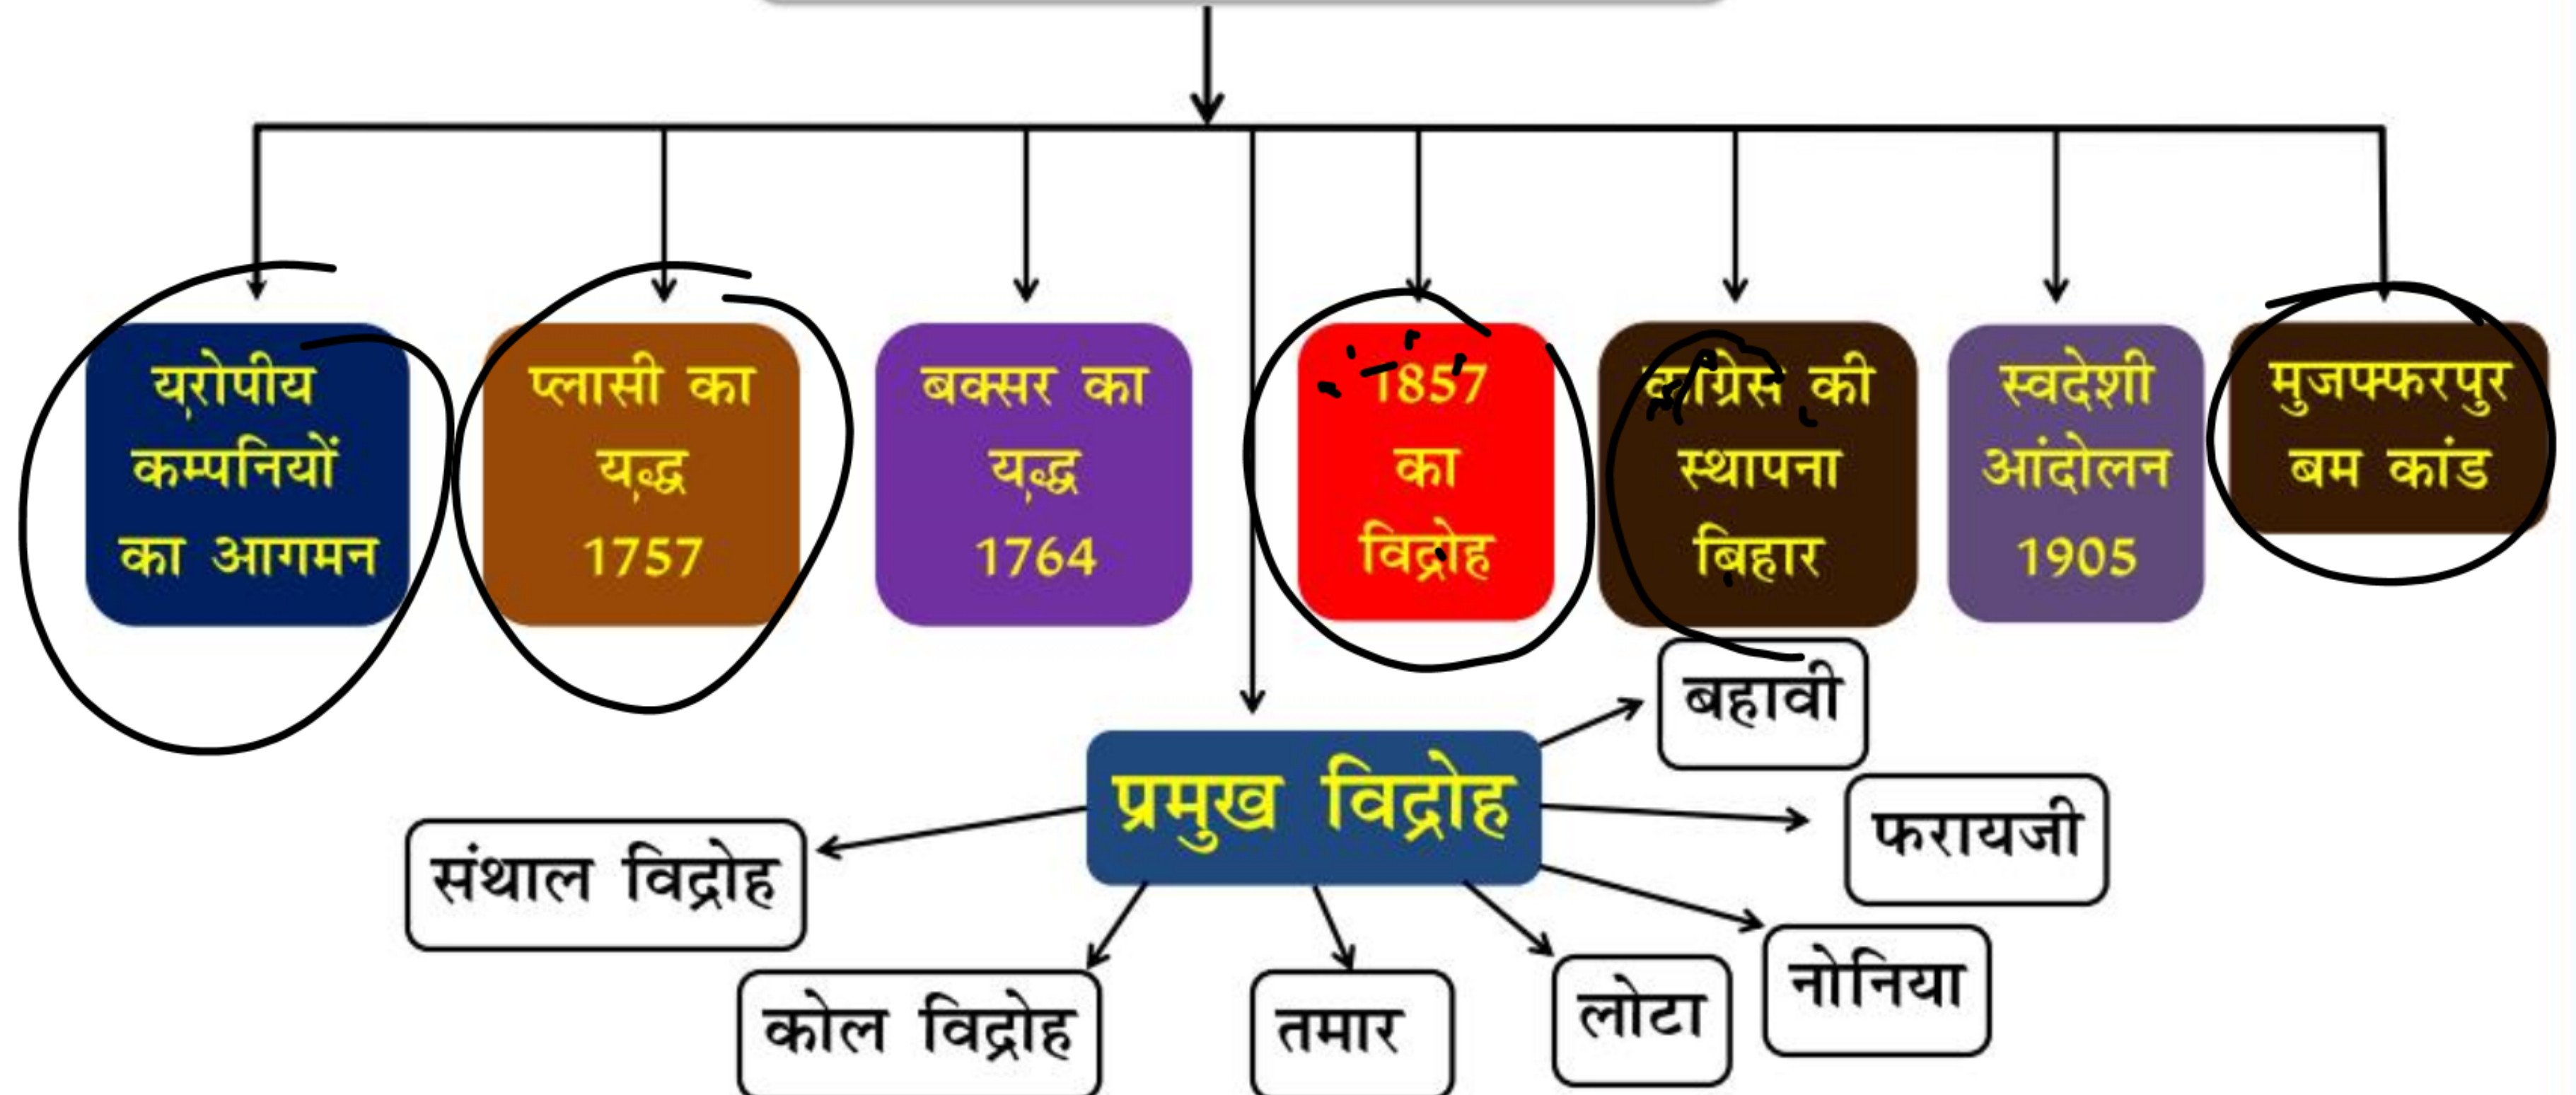 यूरोपीय
कम्पनियों
का आगमन
प्लासी का
युद्ध
1757
बक्सर का
युद्ध
1764
1857
का
विद्रोह
कांग्रेस की
स्थापना
बिहार
स्वदेशी
आंदोलन
1905
मुजफ्फरपुर
बम कांड
प्रमुख विद्रोह
बहावी
फरायजी
नोनिया
लोटा
तमार
कोल विद्रोह
संथाल विद्रोह